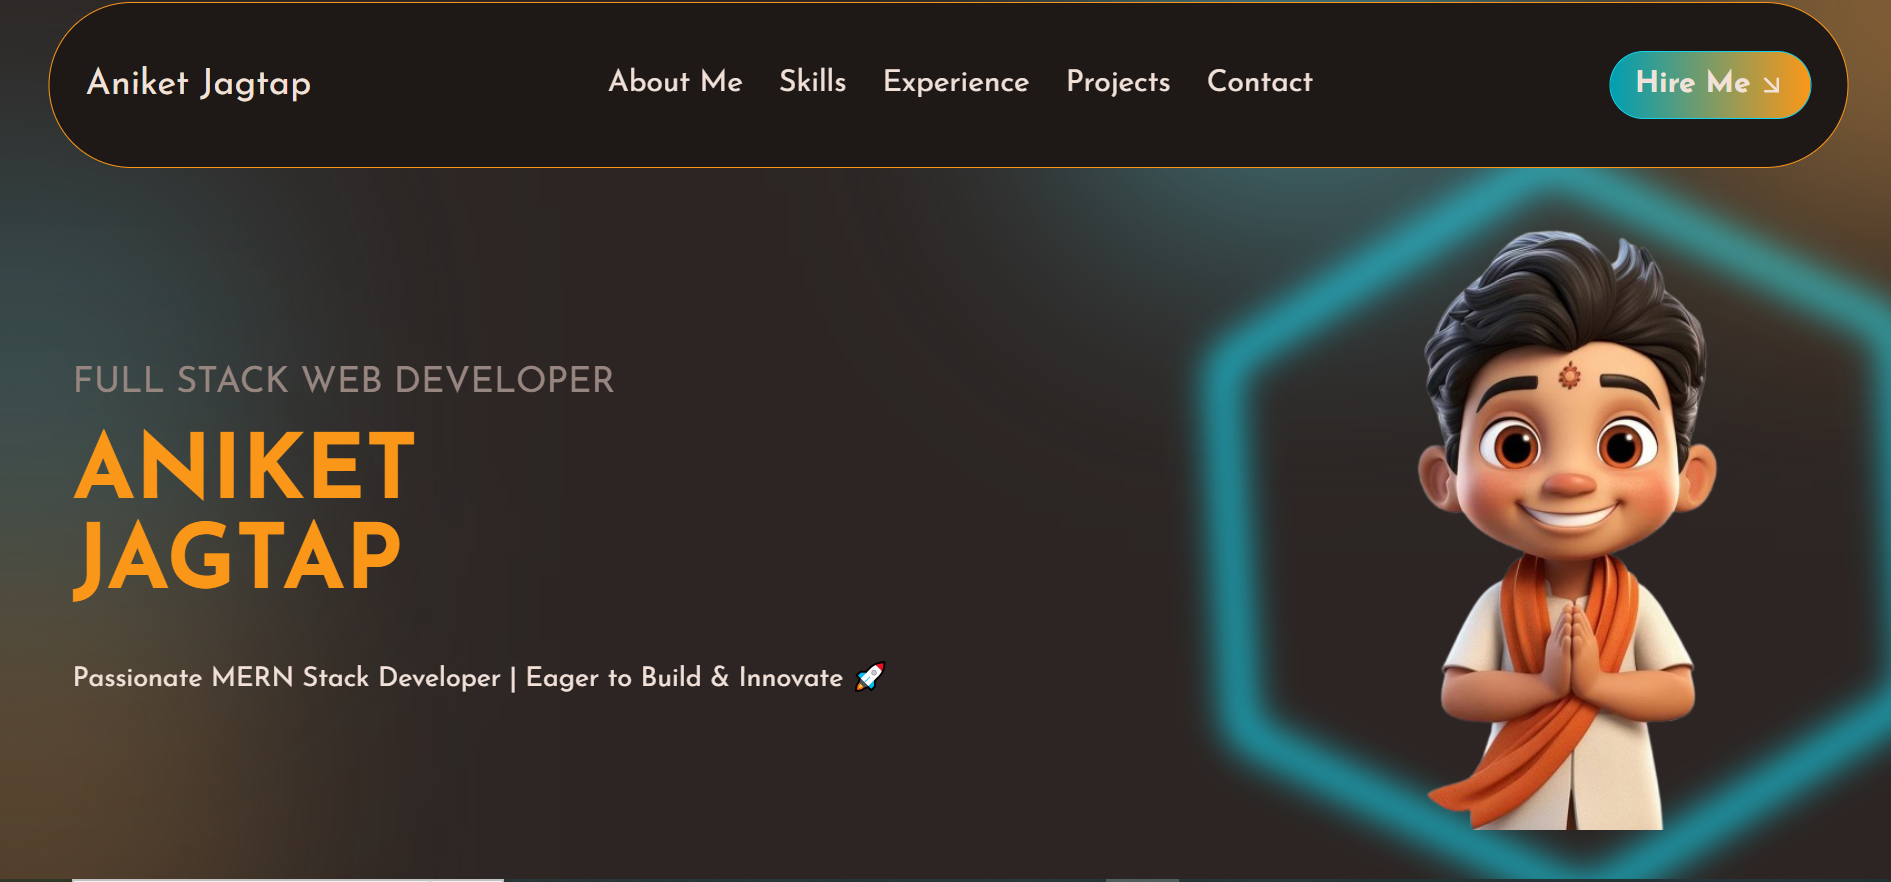 Aniket Jagtap
About Me Skills Experience Projects Contact
Hire Me
FULL STACK WEB DEVELOPER
ANIKET
JAGTAP
Passionate MERN Stack Developer | Eager to Build & Innovate 🚀